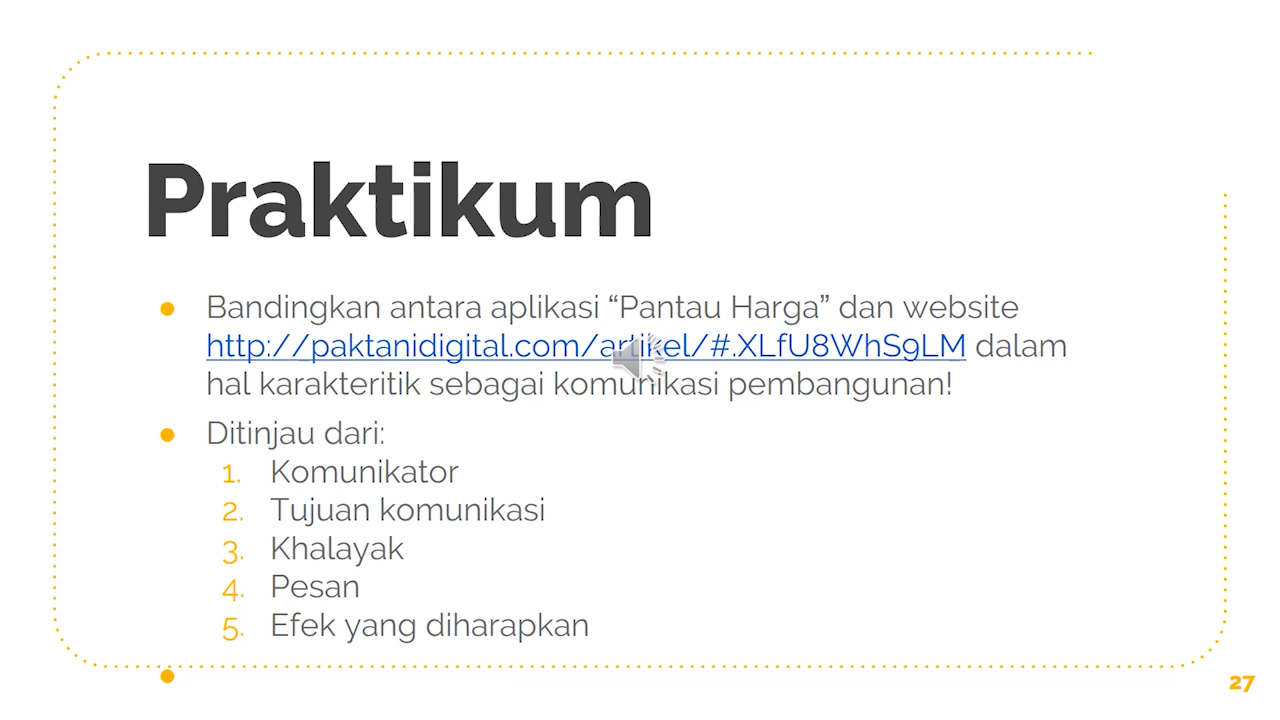 Praktikum
● Bandingkan antara aplikasi “Pantau Harga” dan website
http://paktanidigital.com/artikel/#.XLfU8WhS9LM dalam
hal karakteritik sebagai komunikasi pembangunan!
● Ditinjau dari:
1. Komunikator
2. Tujuan komunikasi
3. Khalayak
4. Pesan
5. Efek yang diharapkan
27